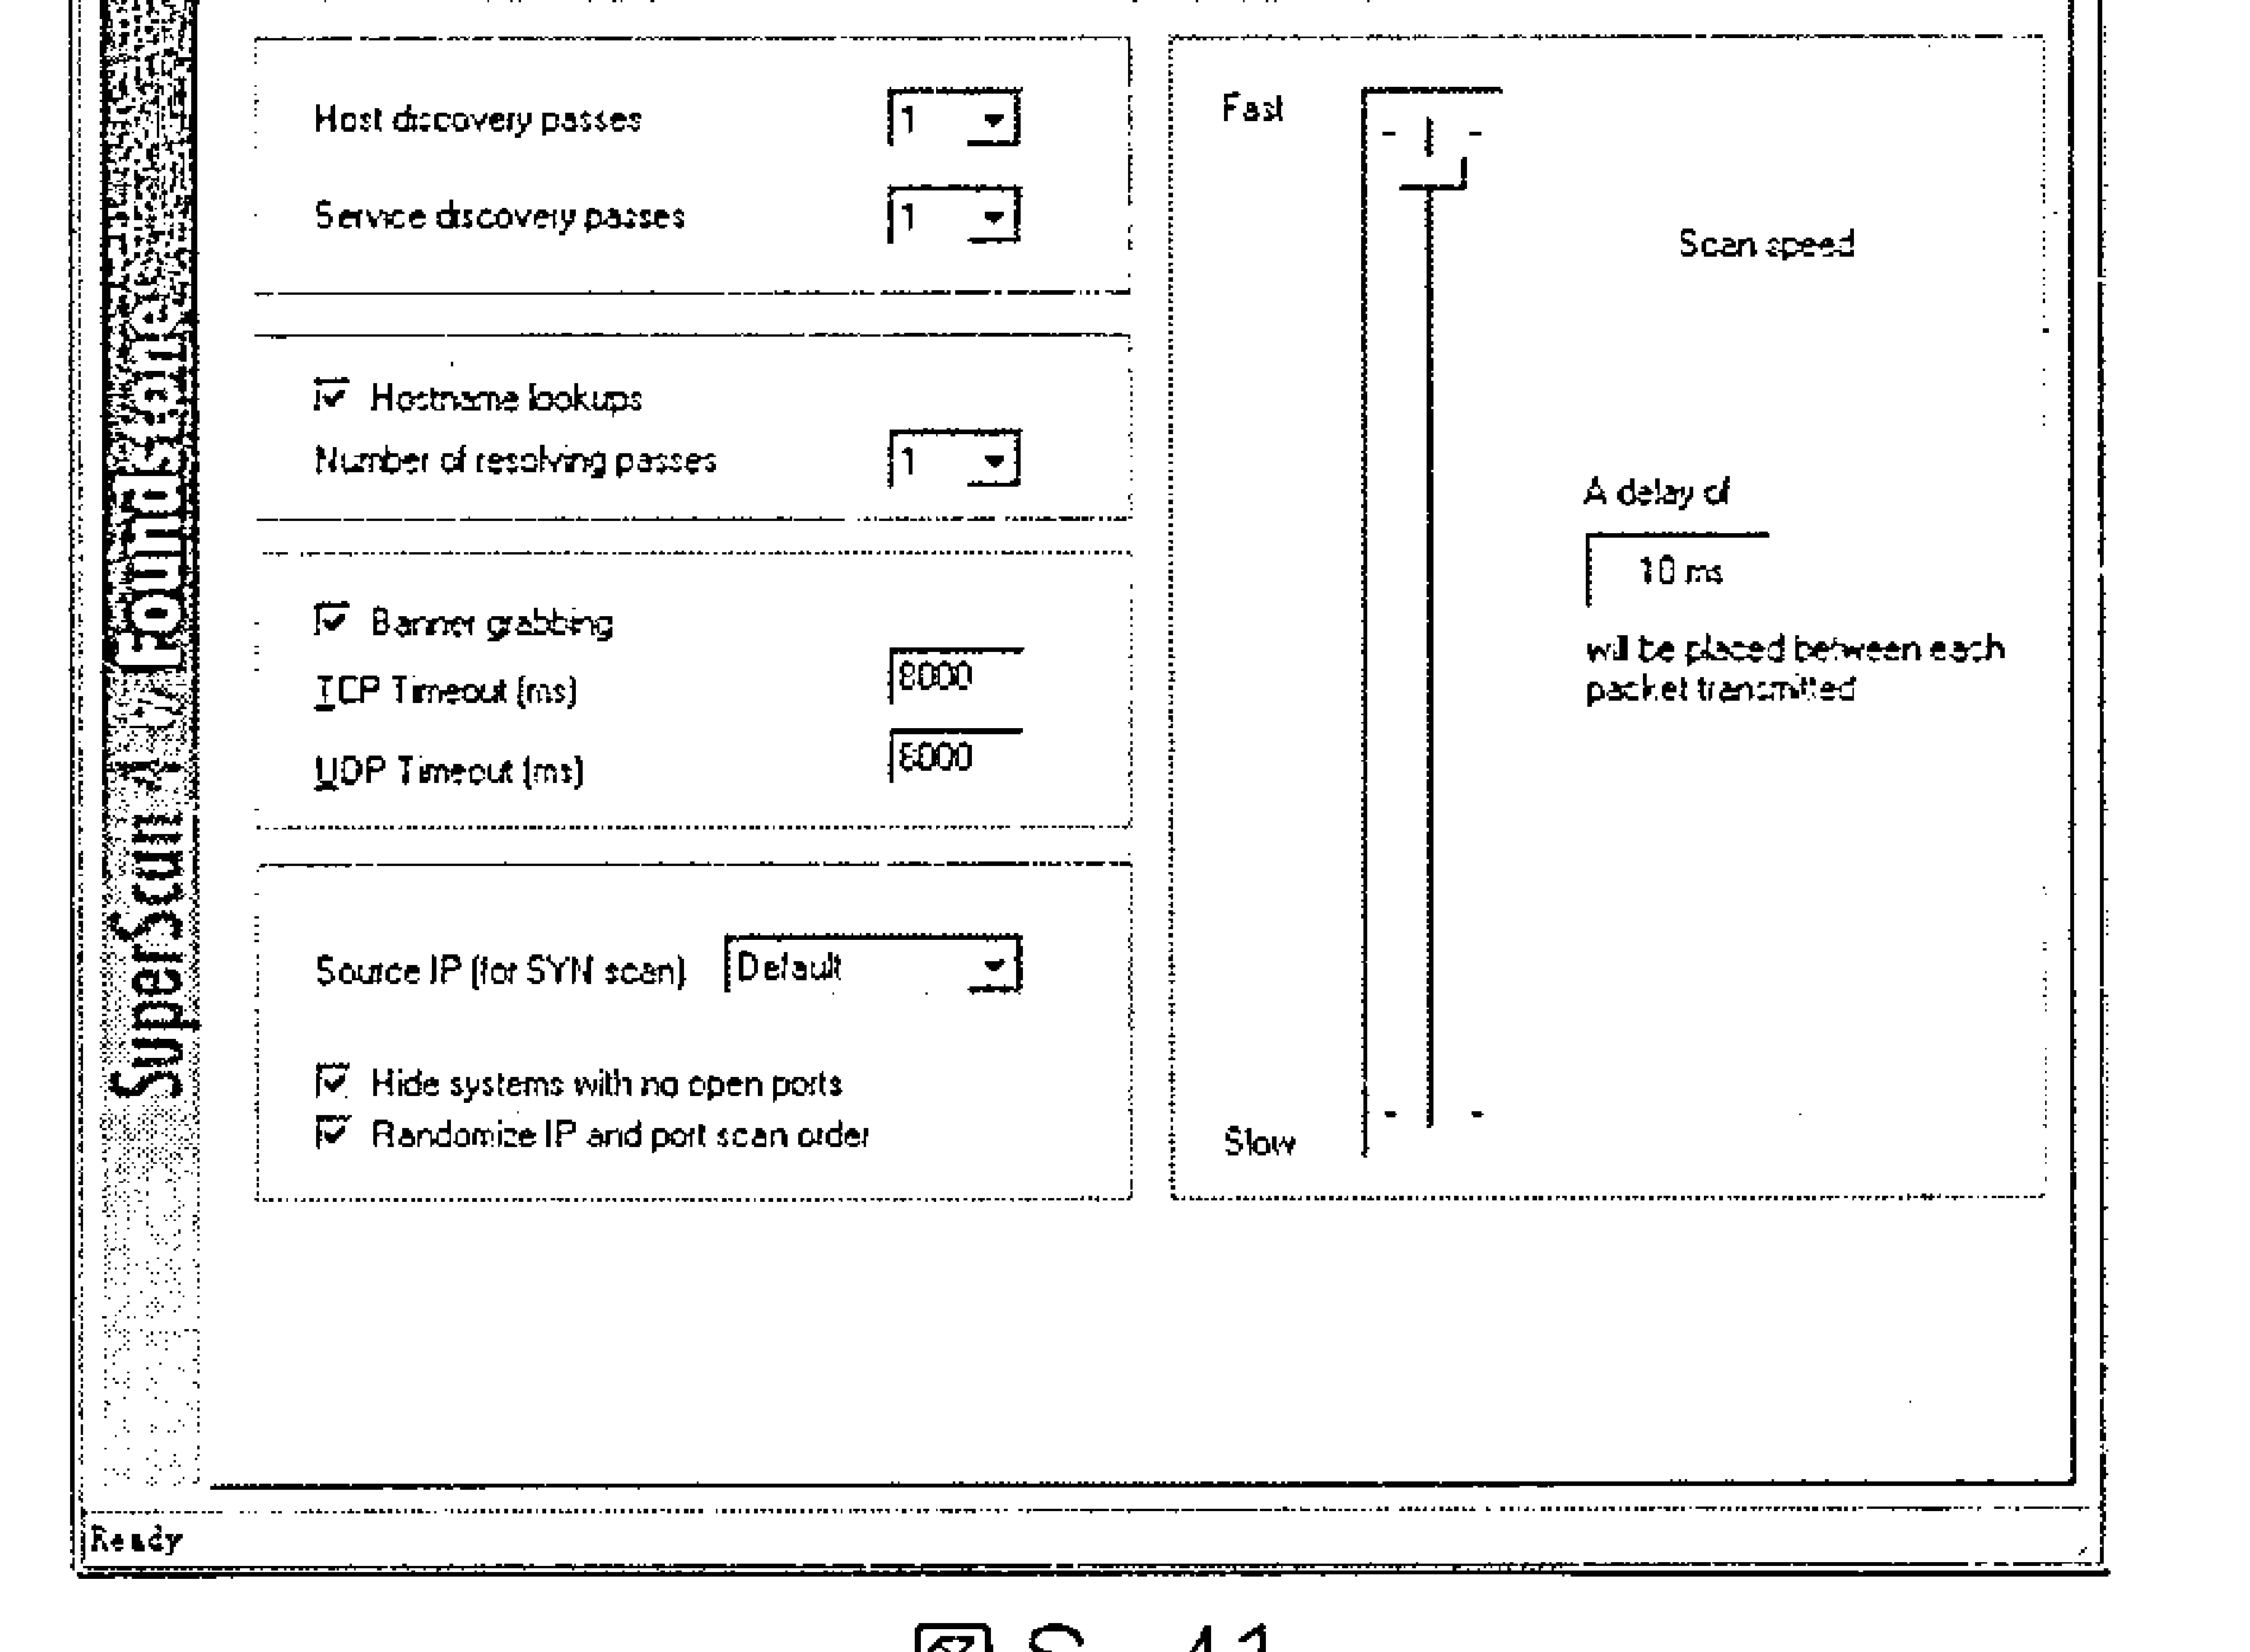 Host discovery passes 1
Service discovery passes 1
Hostname lookups
Number of resolving passes 1
Banner grabbing
TCP Timeout (ms) 8000
UDP Timeout (ms)
Source IP (for SYN scan) Default
Hide systems with no open ports
Randomize IP and port scan order
Fast
Scan speed
A delay of
10 ms
will be placed between each
packet transmitted
Slow
SuperScan
Foundstone
Ready